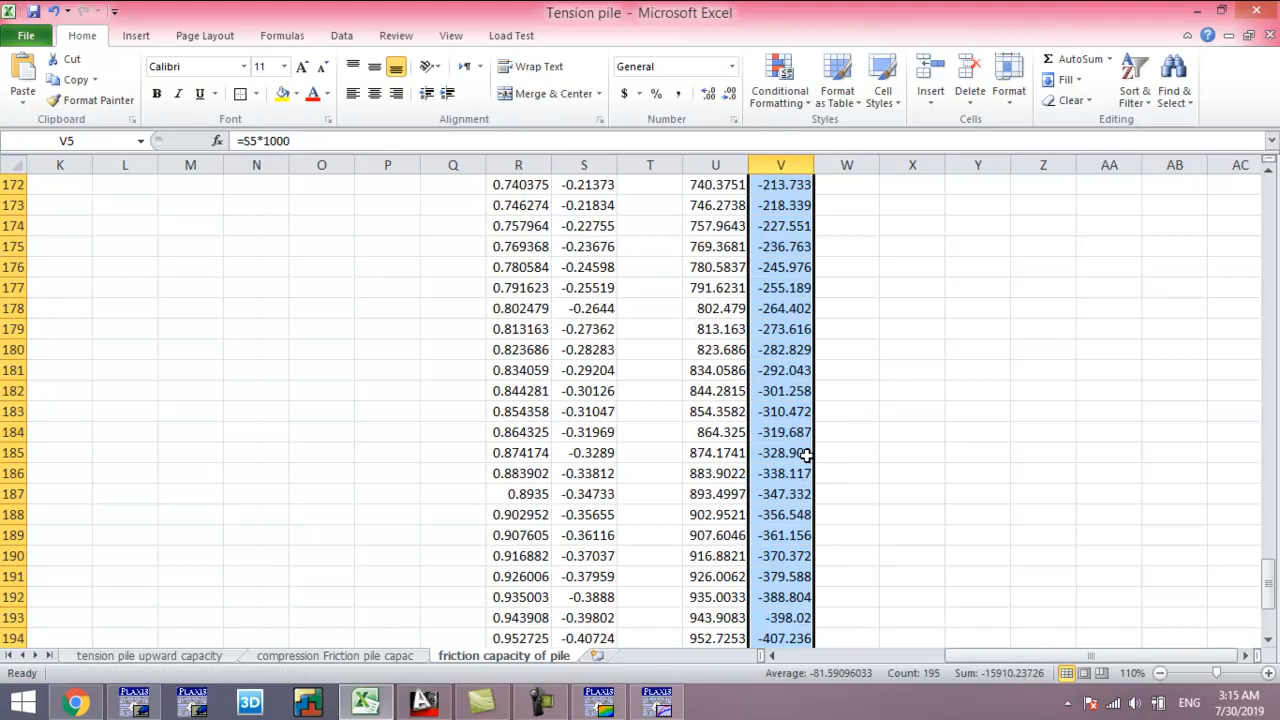 Tension pile - Microsoft Excel
File Home Insert Page Layout Formulas Data Review View Load Test
Cut
Copy
Format Painter
Paste
Clipboard
Calibri 11
B I U A
Font
Wrap Text
Merge & Center
Alignment
General
$ % ,
Number
Conditional Formatting
Format as Table
Cell Styles
Styles
Insert Delete Format
Cells
AutoSum
Fill
Clear
Sort & Filter
Find & Select
Editing
V5 fx =S5*1000
K L M N O P Q R S T U V W X Y Z AA AB AC
172 0.740375 -0.21373 740.3751 -213.733
173 0.746274 -0.21834 746.2738 -218.339
174 0.757964 -0.22755 757.9643 -227.551
175 0.769368 -0.23676 769.3681 -236.763
176 0.780584 -0.24598 780.5837 -245.976
177 0.791623 -0.25519 791.6231 -255.189
178 0.802479 -0.2644 802.479 -264.402
179 0.813163 -0.27362 813.163 -273.616
180 0.823686 -0.28283 823.686 -282.829
181 0.834059 -0.29204 834.0586 -292.043
182 0.844281 -0.30126 844.2815 -301.258
183 0.854358 -0.31047 854.3582 -310.472
184 0.864325 -0.31969 864.325 -319.687
185 0.874174 -0.3289 874.1741
186 0.883902 -0.33812 883.9022 -338.117
187 0.8935 -0.34733 893.4997 -347.332
188 0.902952 -0.35655 902.9521 -356.548
189 0.907605 -0.36116 907.6046 -361.156
190 0.916882 -0.37037 916.8821 -370.372
191 0.926006 -0.37959 926.0062 -379.588
192 0.935003 -0.3888 935.0033 -388.804
193 0.943908 -0.39802 943.9083 -398.02
194 0.952725 -0.40724 952.7253 -407.236
tension pile upward capacity compression Friction pile capac friction capacity of pile
Ready Average: -81.59096033 Count: 195 Sum: -15910.23726 110%
PLAXIS PLAXIS 3D PLAXIS PLAXIS
ENG
3:15 AM
7/30/2019